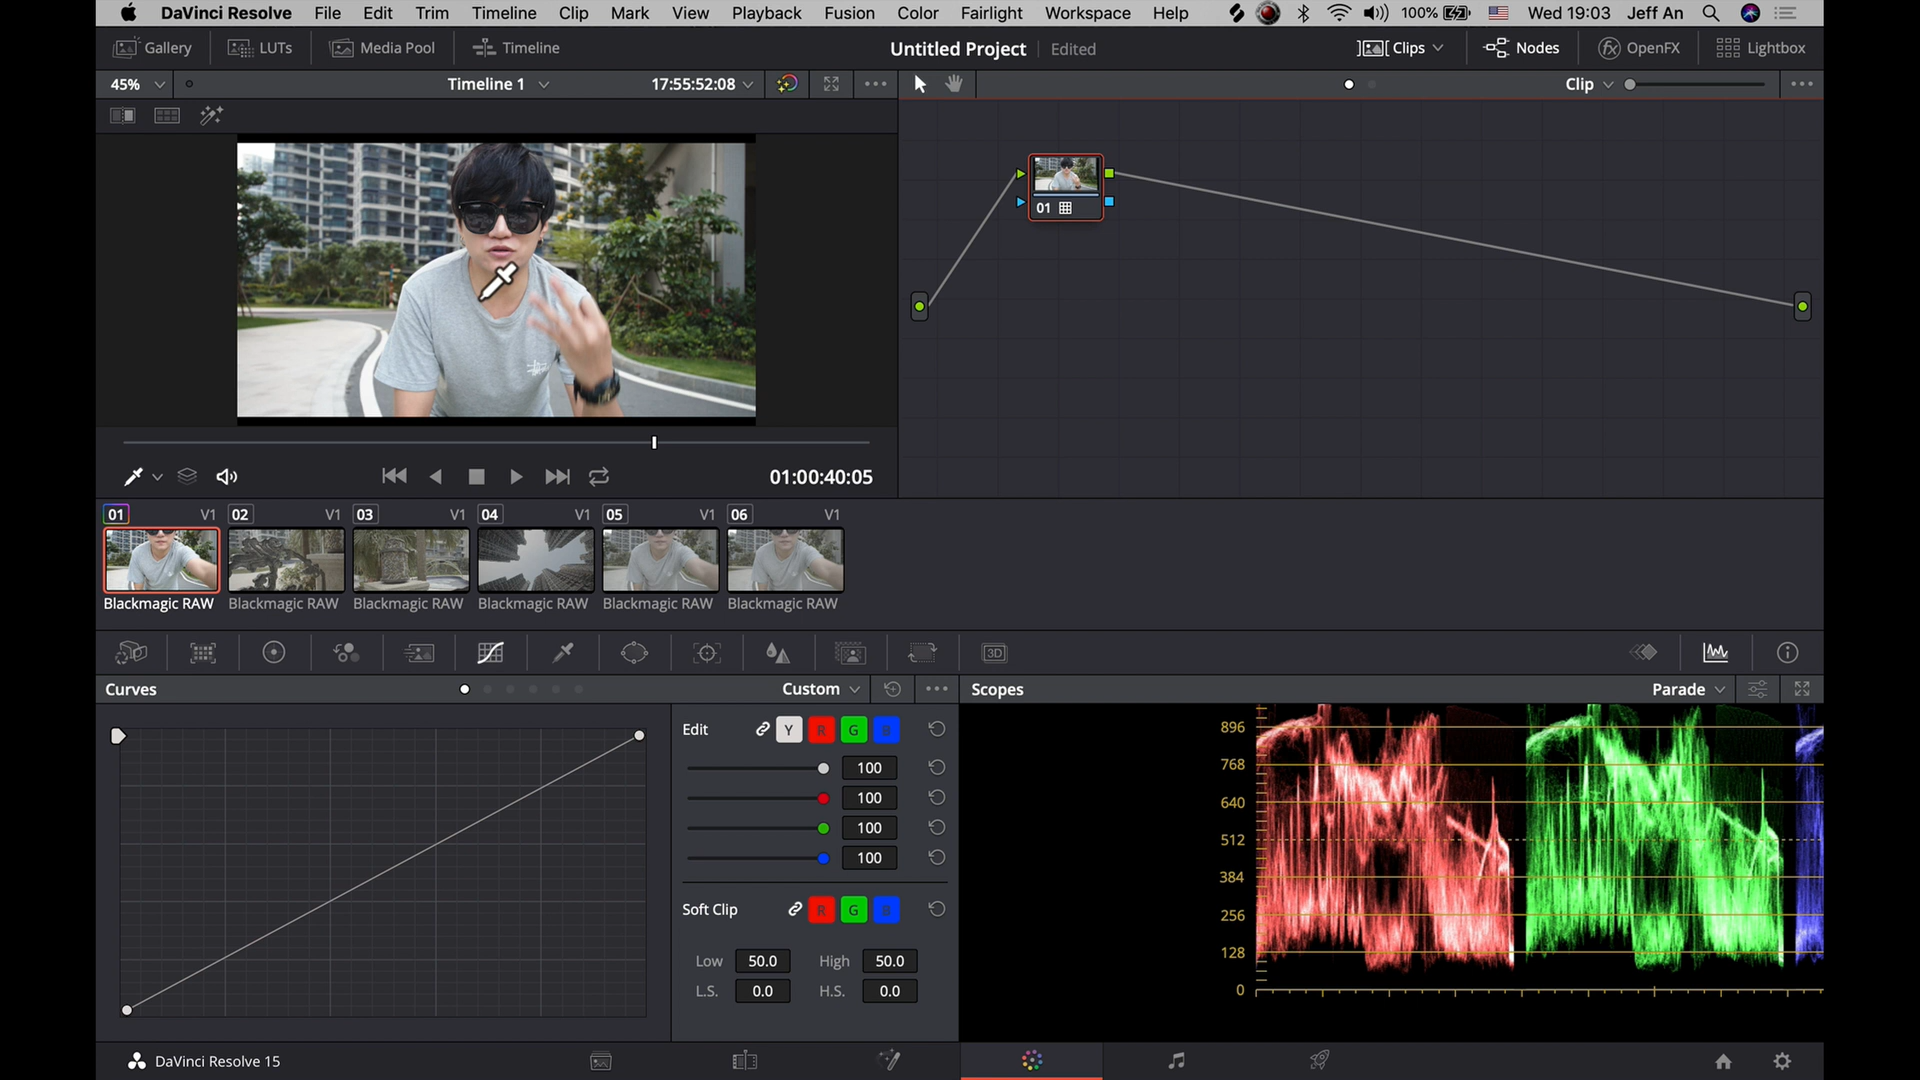 DaVinci Resolve File Edit Trim Timeline Clip Mark View Playback Fusion Color Fairlight Workspace Help 100% Wed 19:03 Jeff An
Gallery LUTs Media Pool Timeline Untitled Project Edited Clips Nodes OpenFX Lightbox
45% Timeline 1 17:55:52:08 Clip
01
01:00:40:05
01 V1 02 V1 03 V1 04 V1 05 V1 06 V1
Blackmagic RAW Blackmagic RAW Blackmagic RAW Blackmagic RAW Blackmagic RAW Blackmagic RAW
3D
Curves Custom Scopes Parade
Edit Y R G B
100
100
100
100
Soft Clip R G B
Low 50.0 High 50.0
L.S. 0.0 H.S. 0.0
896
768
640
512
384
256
128
0
DaVinci Resolve 15